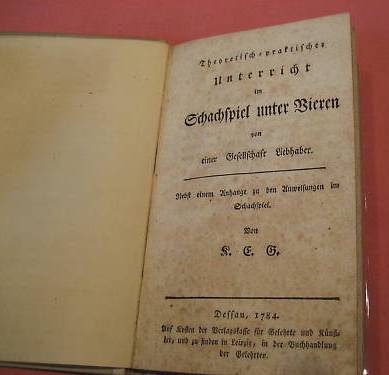 Theoretisch-praktischer
Unterricht
im
Schachspiel unter Vieren
von
einer Gesellschaft Liebhaber.
Nebst einem Anhange zu den Anweisungen im
Schachspiel.
Von
K. E. G.
Dessau, 1784.
Auf Kosten der Verlagskasse für Gelehrte und Künst-
ler, und zu finden in Leipzig, in der Buchhandlung
der Gelehrten.